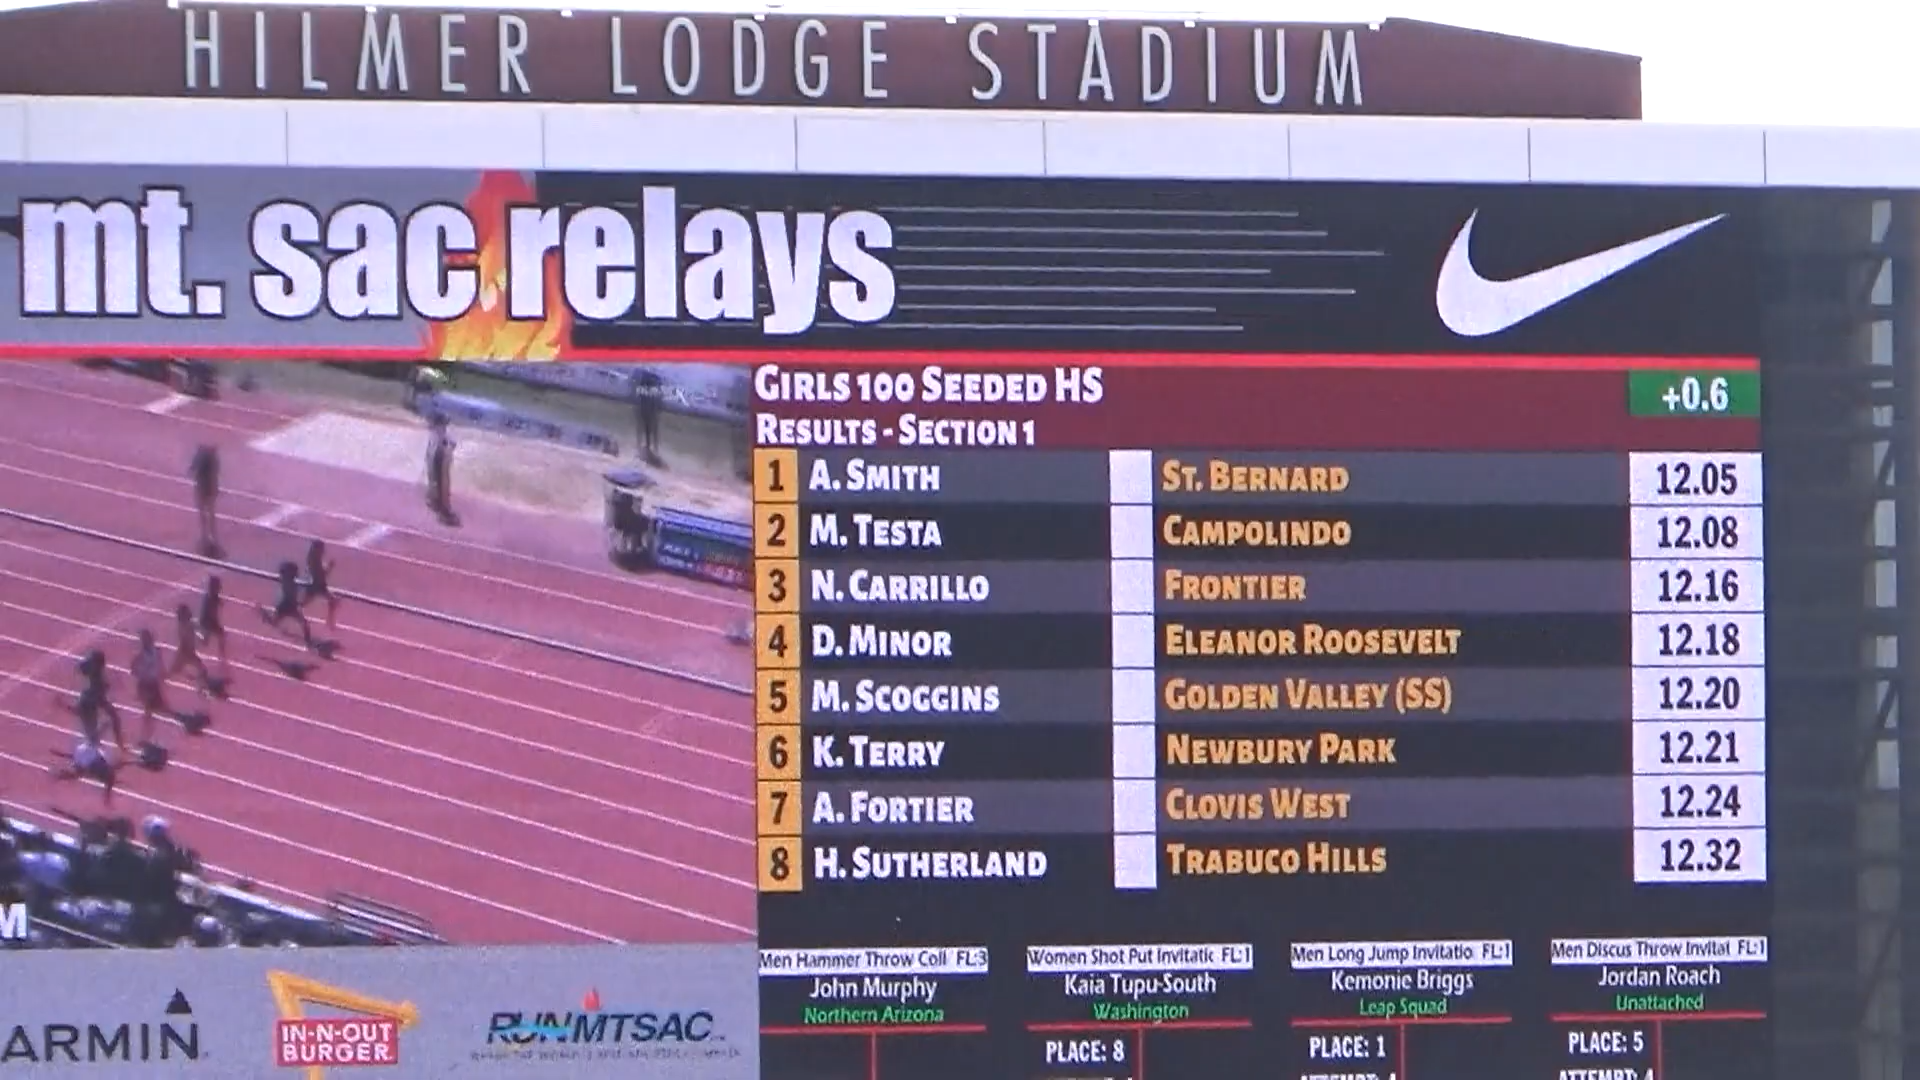 HILMER LODGE STADIUM
mt. sac relays
GIRLS 100 SEEDED HS
+0.6
RESULTS - SECTION 1
1 A. SMITH ST. BERNARD 12.05
2 M. TESTA CAMPOLINDO 12.08
3 N. CARRILLO FRONTIER 12.16
4 D. MINOR ELEANOR ROOSEVELT 12.18
5 M. SCOGGINS GOLDEN VALLEY (SS) 12.20
6 K. TERRY NEWBURY PARK 12.21
7 A. FORTIER CLOVIS WEST 12.24
8 H. SUTHERLAND TRABUCO HILLS 12.32
M
Men Hammer Throw Coll FL:3
John Murphy
Northern Arizona
Women Shot Put Invitatic FL:1
Kaia Tupu-South
Washington
PLACE: 8
Men Long Jump Invitatio FL:1
Kemonie Briggs
Leap Squad
PLACE: 1
ATTEMPT: 4
Men Discus Throw Invitat FL:1
Jordan Roach
Unattached
PLACE: 5
ATTEMPT: 4
ARMIN
IN-N-OUT
BURGER
RUNMTSAC